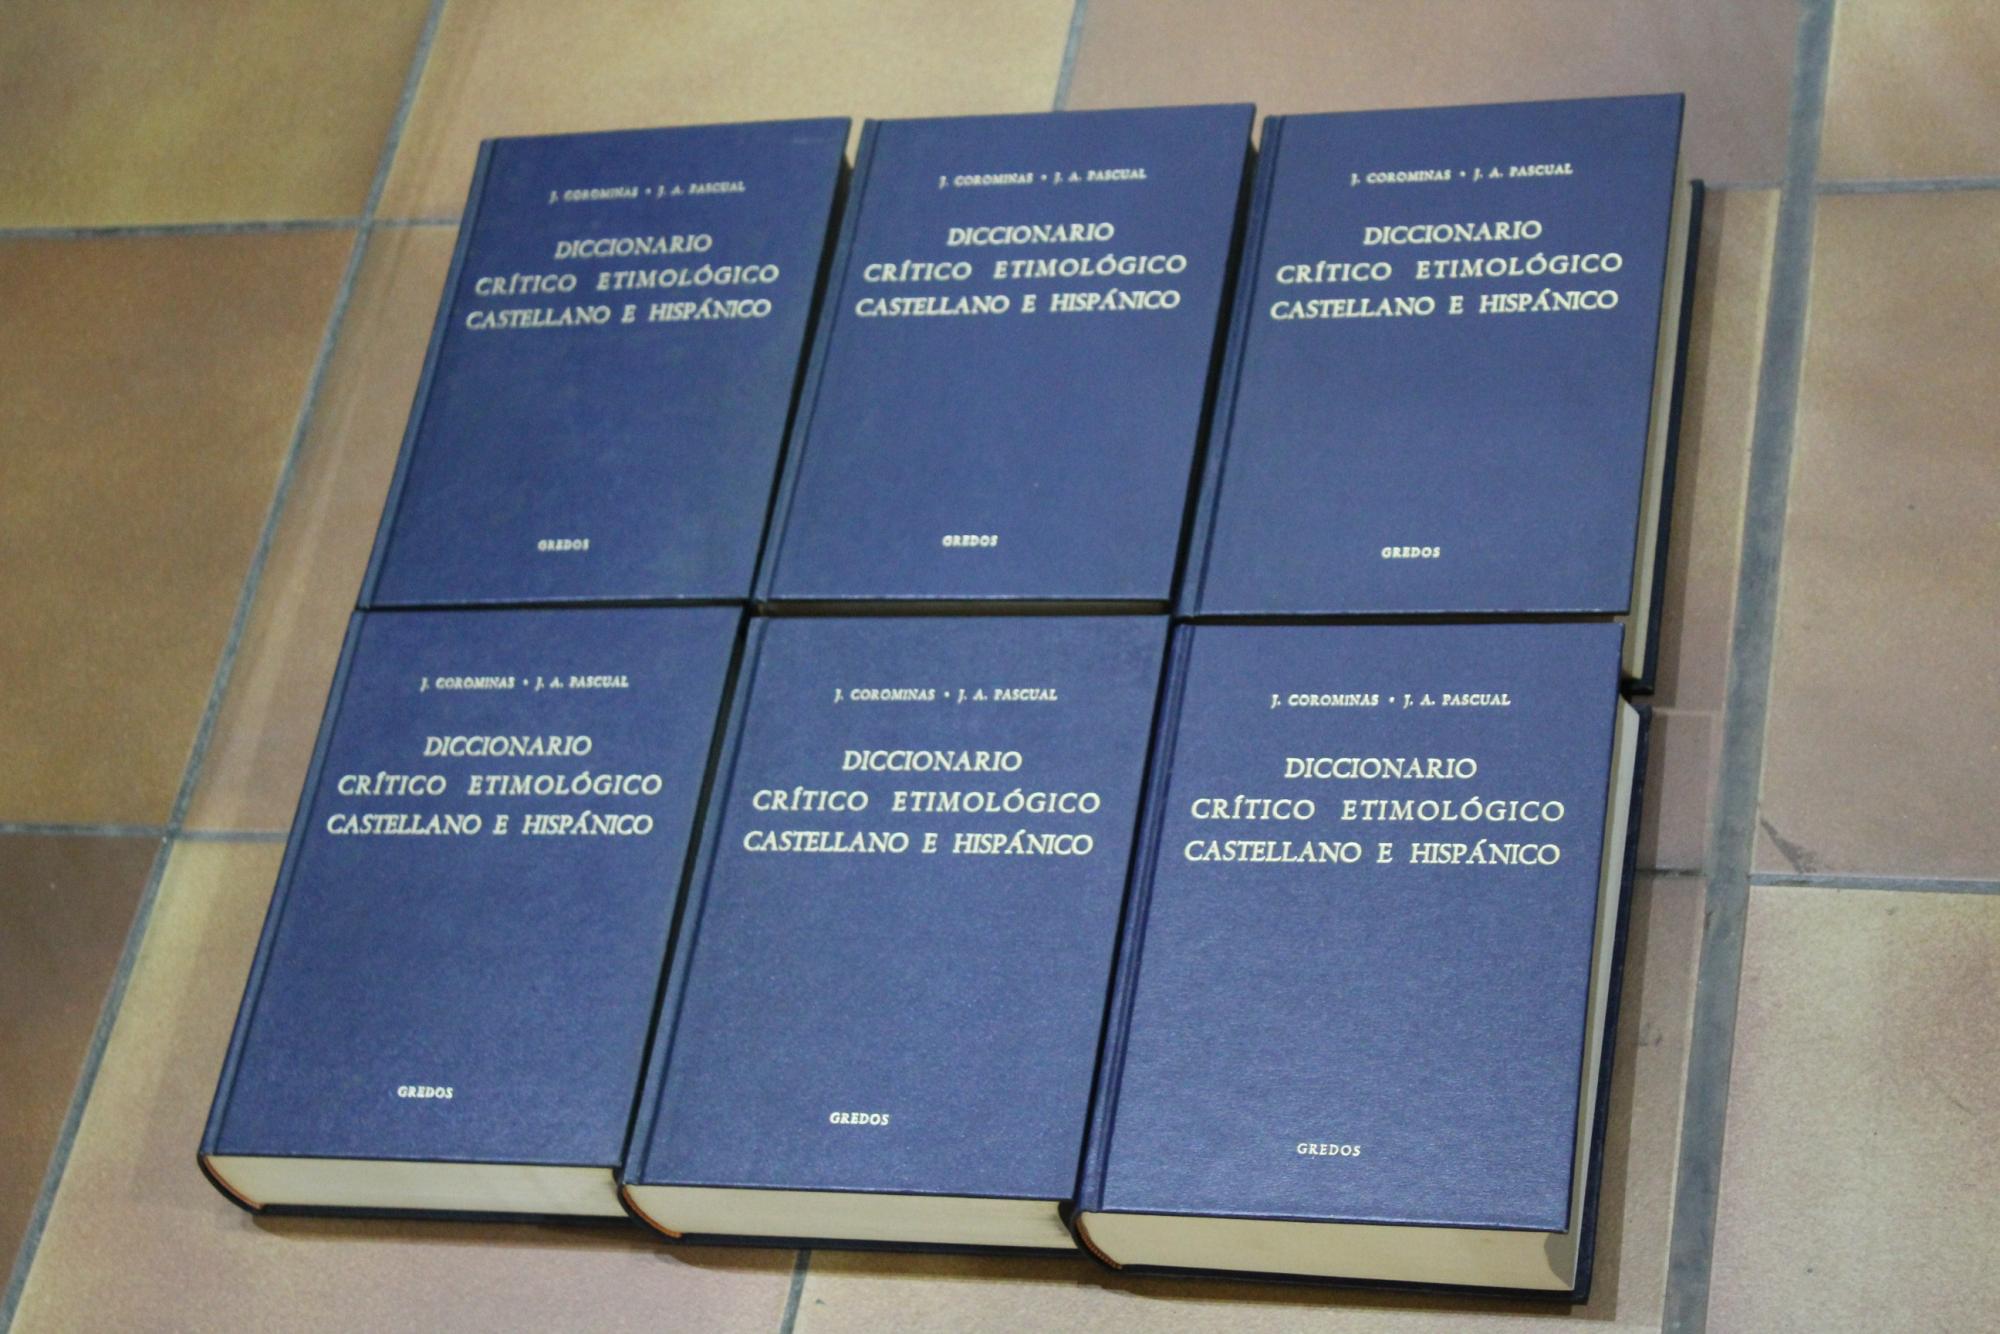 J. COROMINAS • J. A. PASCUAL
DICCIONARIO
CRÍTICO ETIMOLÓGICO
CASTELLANO E HISPÁNICO
GREDOS
J. COROMINAS • J. A. PASCUAL
DICCIONARIO
CRÍTICO ETIMOLÓGICO
CASTELLANO E HISPÁNICO
GREDOS
J. COROMINAS • J. A. PASCUAL
DICCIONARIO
CRÍTICO ETIMOLÓGICO
CASTELLANO E HISPÁNICO
GREDOS
J. COROMINAS • J. A. PASCUAL
DICCIONARIO
CRÍTICO ETIMOLÓGICO
CASTELLANO E HISPÁNICO
GREDOS
J. COROMINAS • J. A. PASCUAL
DICCIONARIO
CRÍTICO ETIMOLÓGICO
CASTELLANO E HISPÁNICO
GREDOS
J. COROMINAS • J. A. PASCUAL
DICCIONARIO
CRÍTICO ETIMOLÓGICO
CASTELLANO E HISPÁNICO
GREDOS